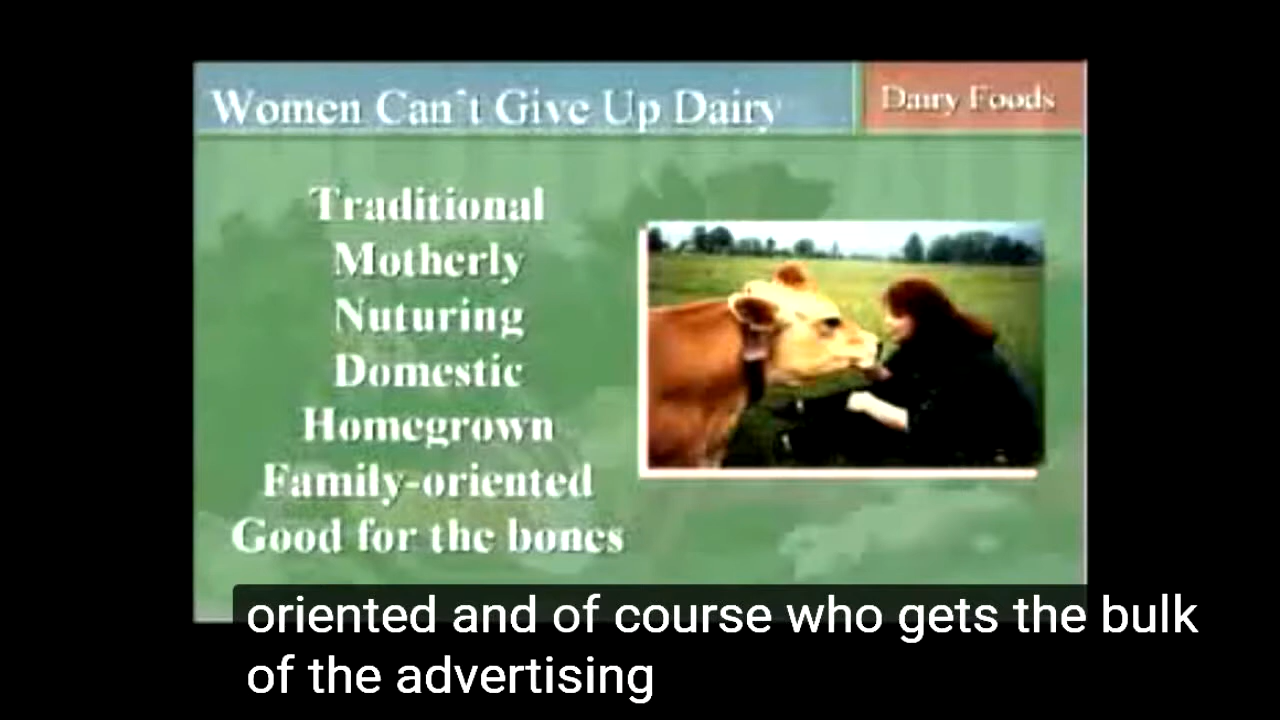 Women Can't Give Up Dairy
Dairy Foods
Traditional
Motherly
Nuturing
Domestic
Homegrown
Family-oriented
Good for the bones
oriented and of course who gets the bulk
of the advertising